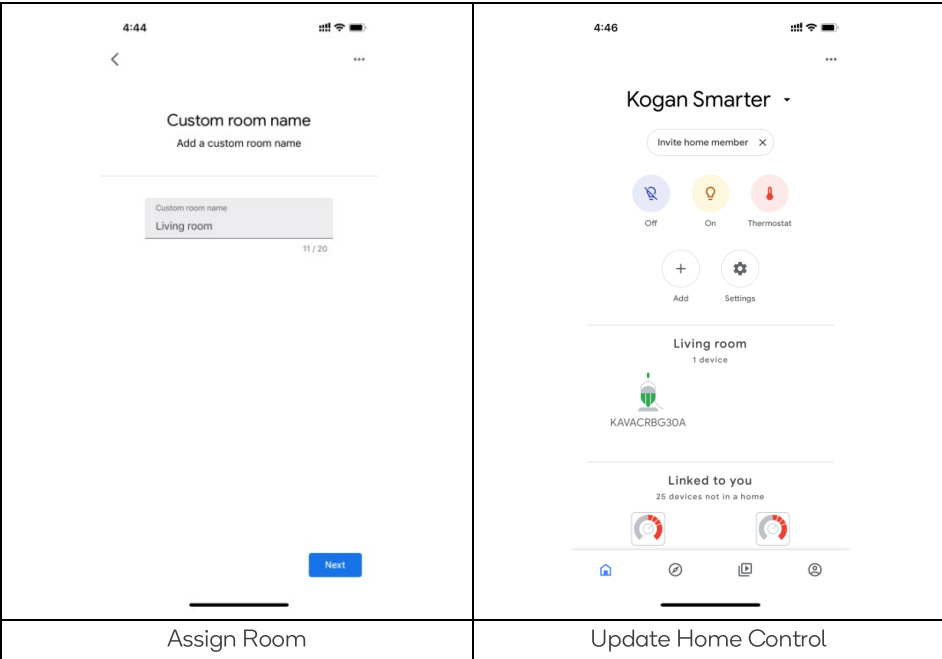 4:44
Custom room name
Add a custom room name
Custom room name
Living room
11 / 20
Next
Assign Room
4:46
Kogan Smarter
Invite home member
Off
On
Thermostat
Add
Settings
Living room
1 device
KAVACRBG30A
Linked to you
25 devices not in a home
Update Home Control